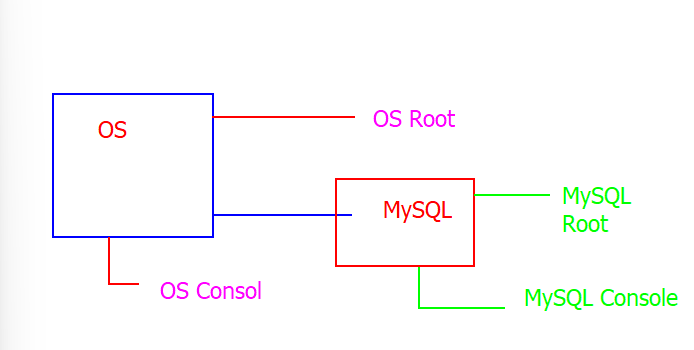 OS
OS Root
MySQL
MySQL
Root
OS Consol
MySQL Console